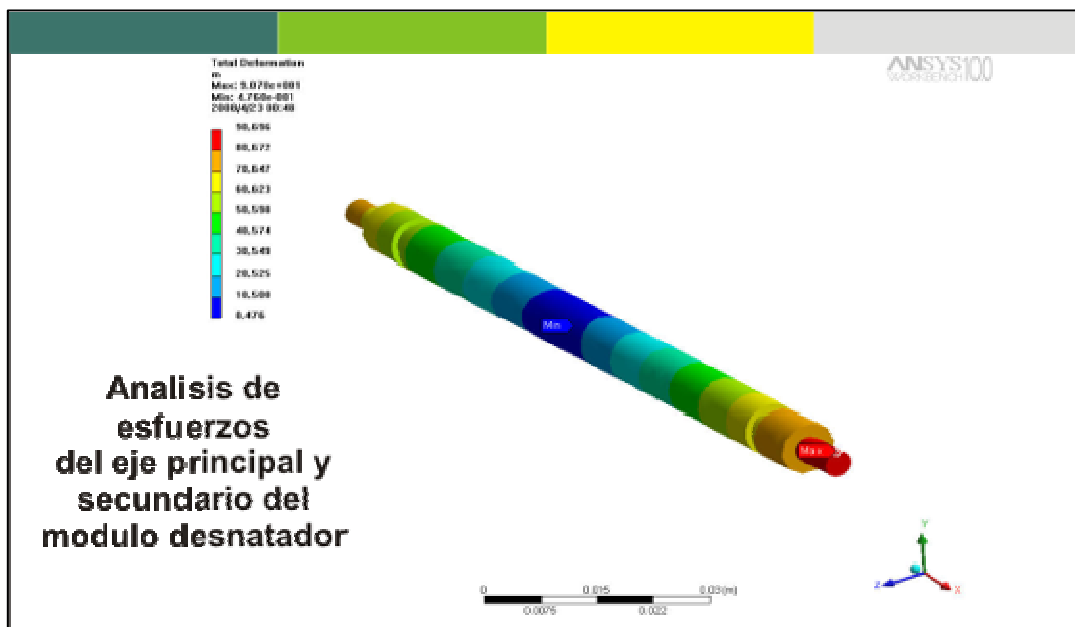 Total Deformation
m
Max: 9.070e+001
Min: 4.760e-001
2008/4/23 00:40
90,696
80,672
70,647
60,623
50,598
40,574
30,549
20,525
10,500
0,476
ANSYS
WORKBENCH 10.0
Min
Max
Analisis de
esfuerzos
del eje principal y
secundario del
modulo desnatador
0
0.015
0.03(m)
0.0075
0.022
Y
Z
X